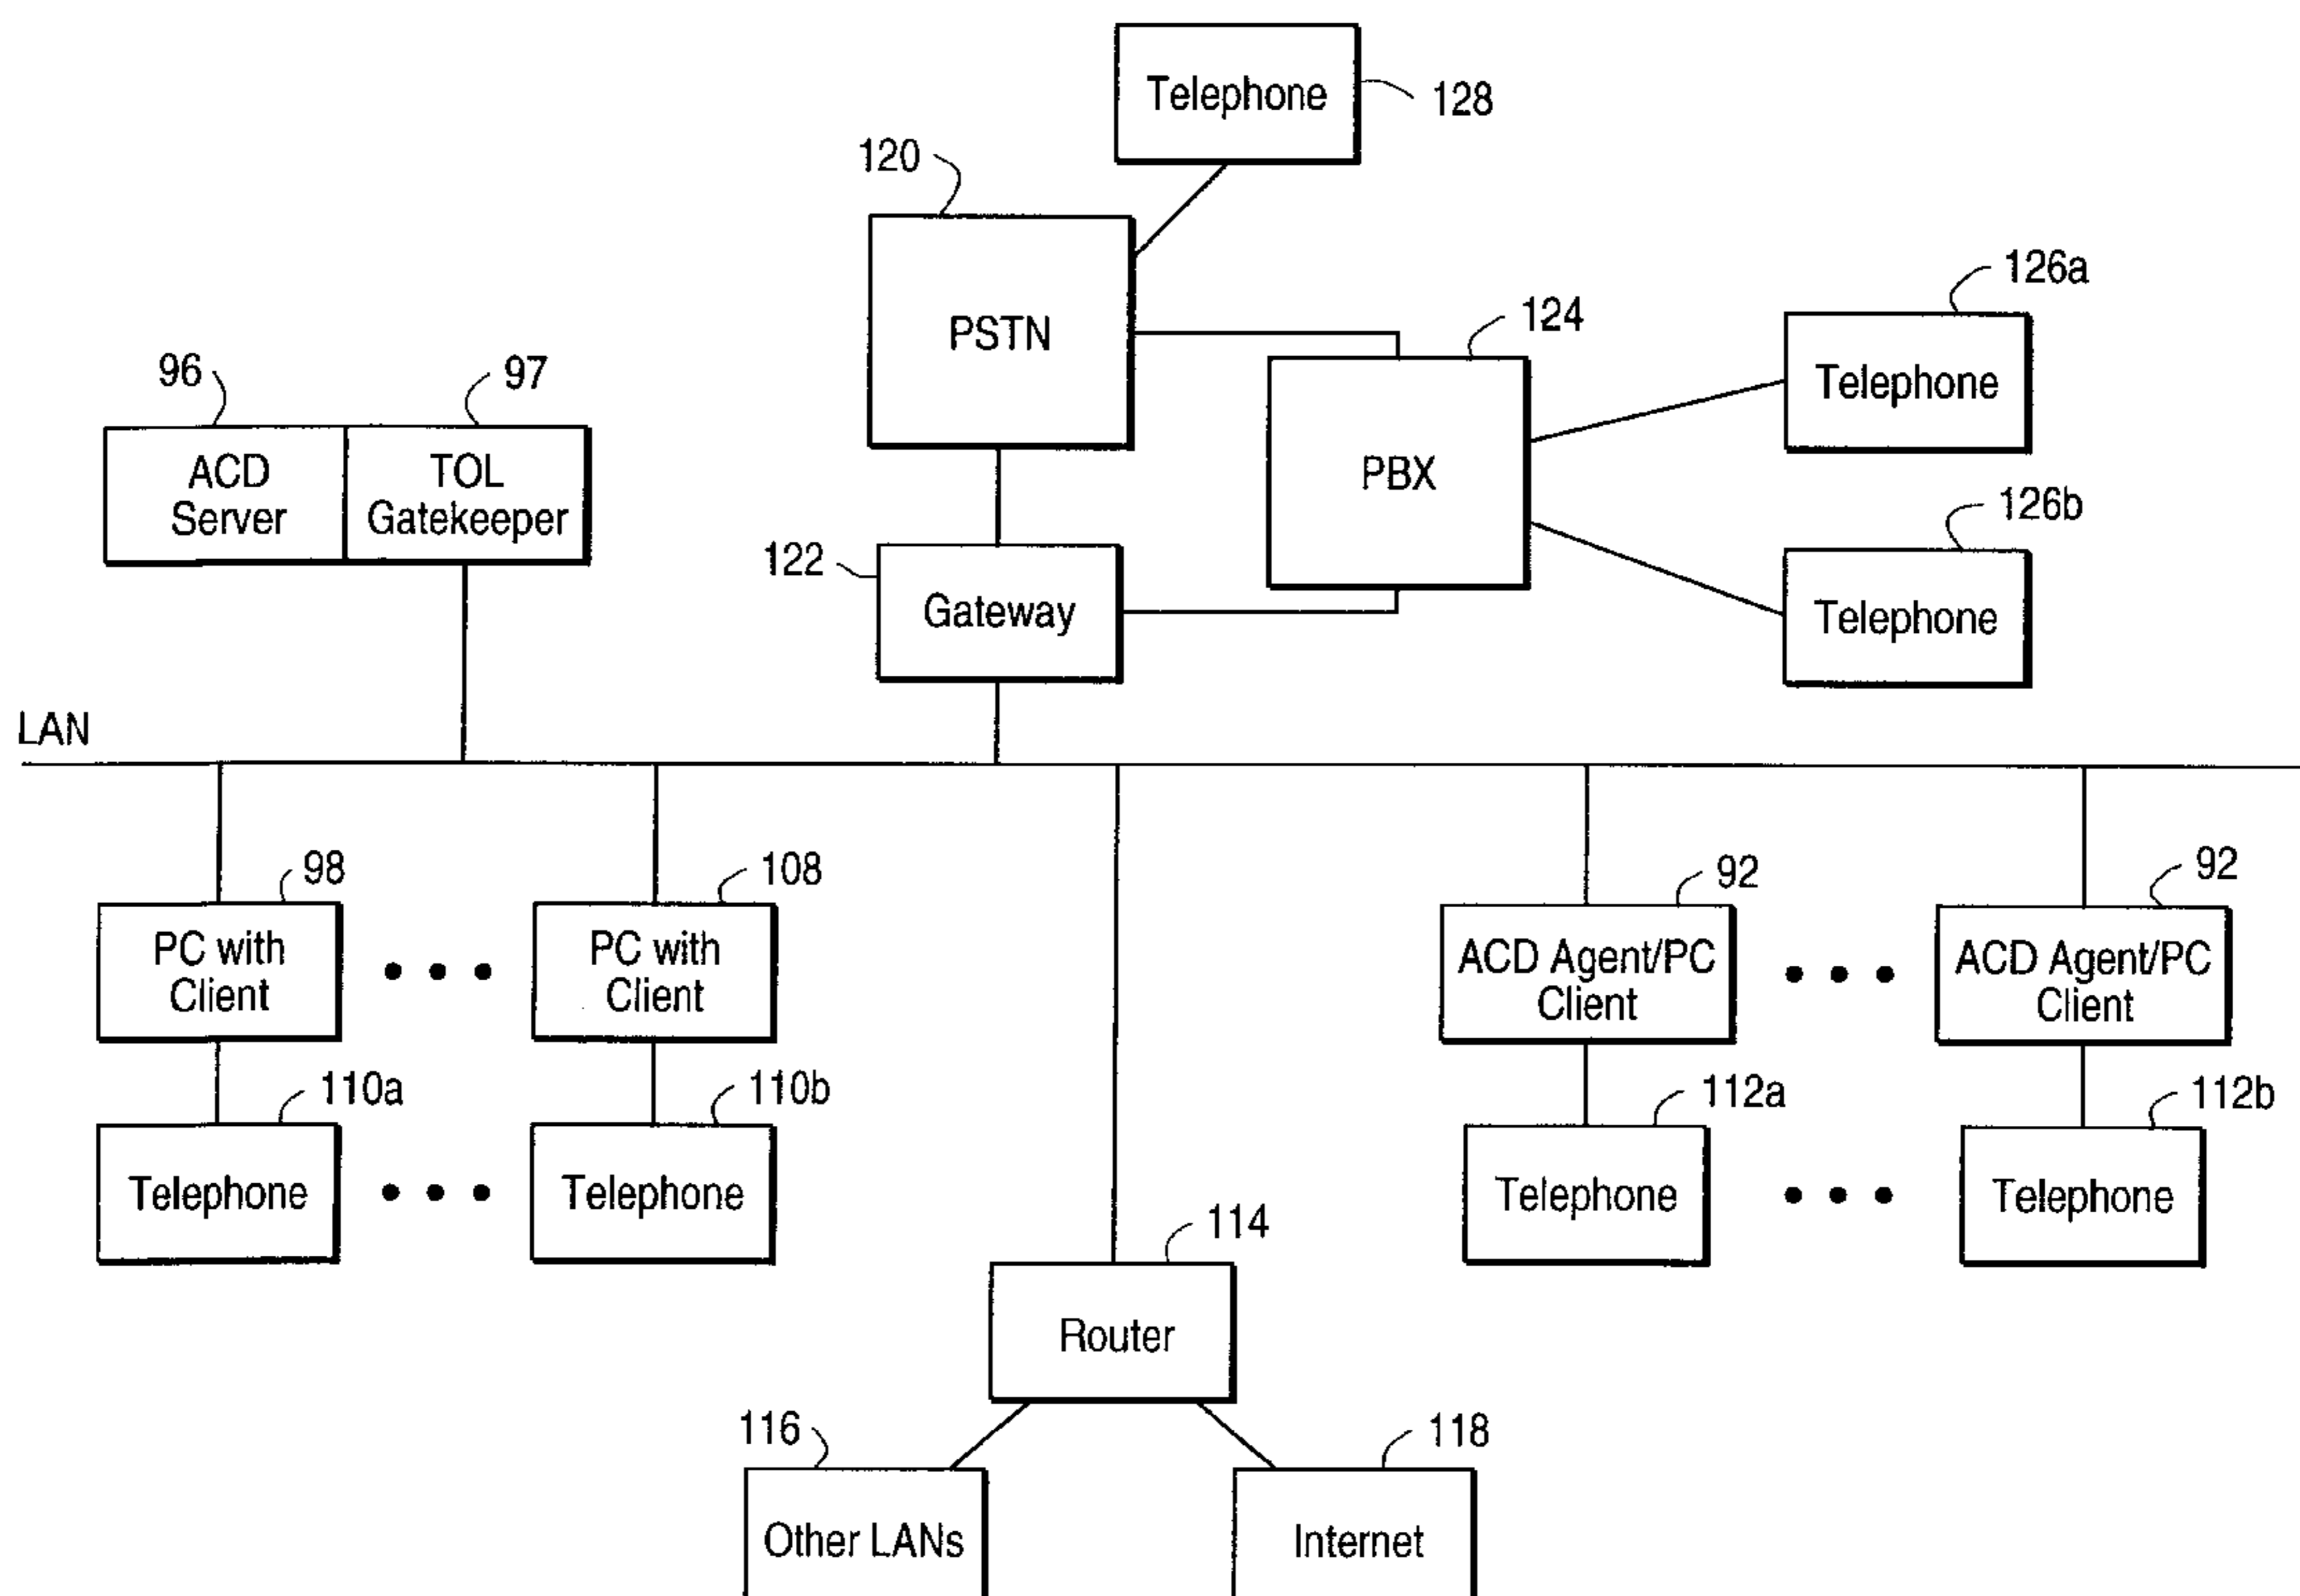 Telephone
128
120
PSTN
126a
124
Telephone
96
97
ACD
Server
TOL
Gatekeeper
PBX
126b
122
Gateway
Telephone
LAN
98
108
92
92
PC with
Client
PC with
Client
ACD Agent/PC
Client
ACD Agent/PC
Client
110a
110b
112a
112b
Telephone
Telephone
Telephone
Telephone
114
Router
116
118
Other LANs
Internet